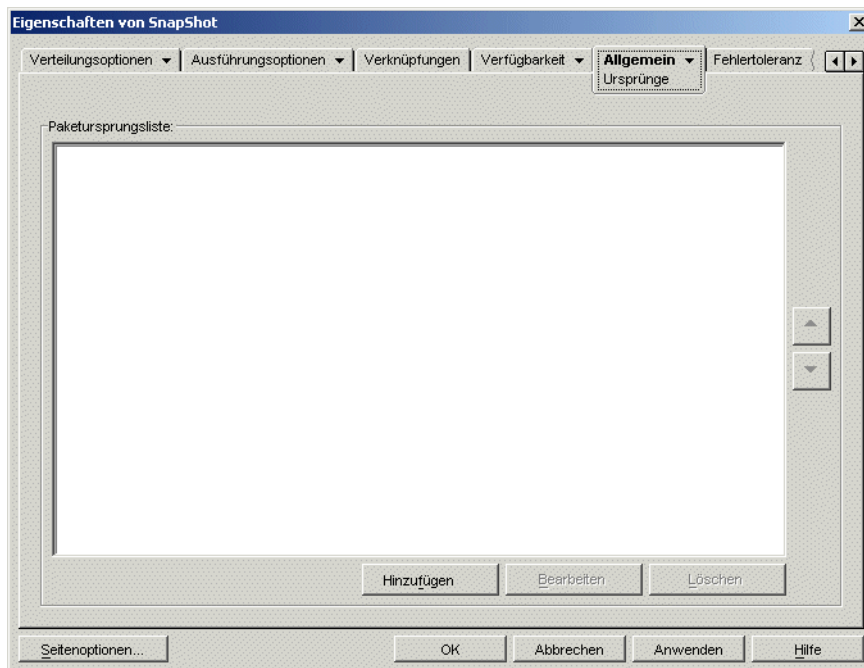 Eigenschaften von SnapShot
Verteilungsoptionen Ausführungsoptionen Verknüpfungen Verfügbarkeit Allgemein Fehlertoleranz
Ursprünge
Paketursprungsliste:
Hinzufügen Bearbeiten Löschen
Seitenoptionen... OK Abbrechen Anwenden Hilfe